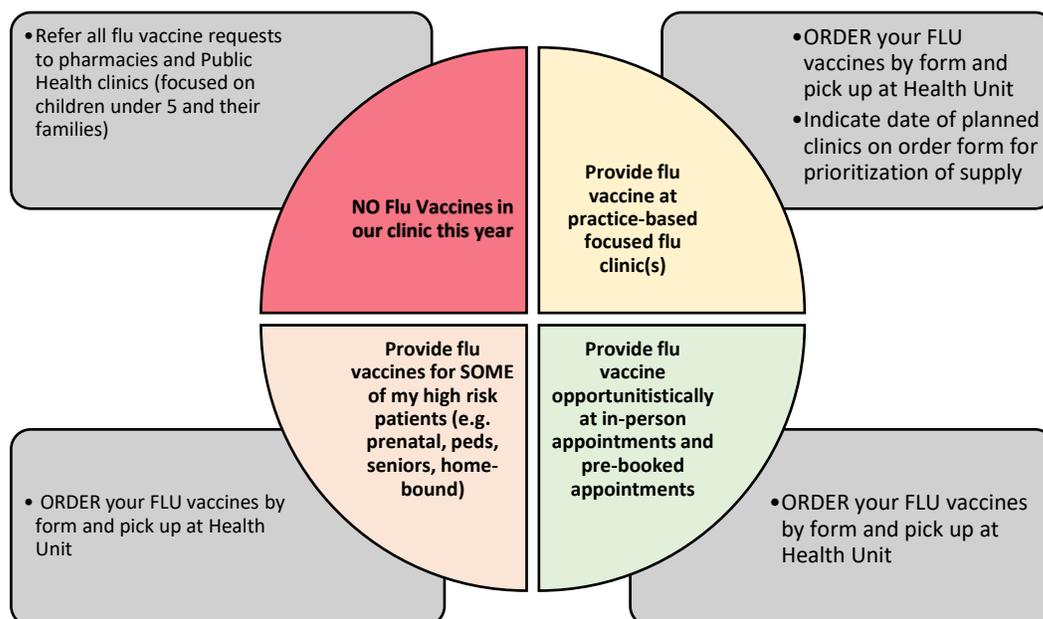 •Refer all flu vaccine requests
to pharmacies and Public
Health clinics (focused on
children under 5 and their
families)
•ORDER your FLU
vaccines by form and
pick up at Health Unit
•Indicate date of planned
clinics on order form for
prioritization of supply
NO Flu Vaccines in
our clinic this year
Provide flu
vaccine at
practice-based
focused flu
clinic(s)
Provide flu
vaccines for SOME
of my high risk
patients (e.g.
prenatal, peds,
seniors, home-
bound)
Provide flu
vaccine
opportunitistically
at in-person
appointments and
pre-booked
appointments
• ORDER your FLU vaccines by
form and pick up at Health
Unit
•ORDER your FLU vaccines
by form and pick up at
Health Unit